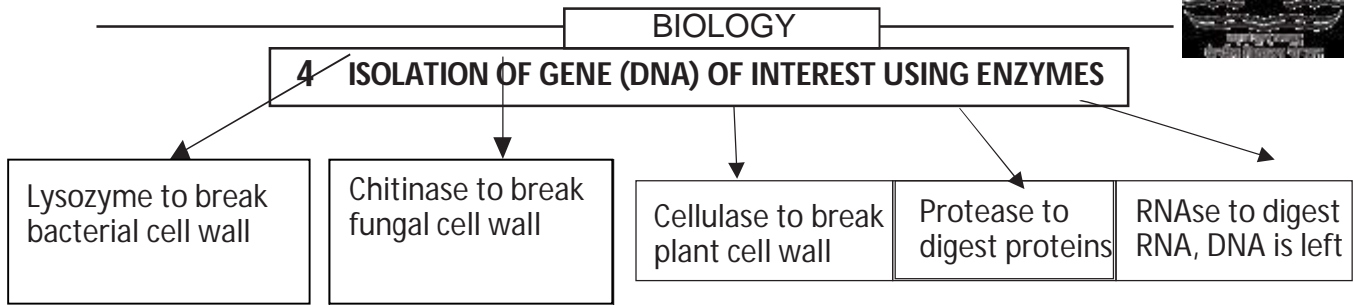 BIOLOGY
4 ISOLATION OF GENE (DNA) OF INTEREST USING ENZYMES
Lysozyme to break
bacterial cell wall
Chitinase to break
fungal cell wall
Cellulase to break
plant cell wall
Protease to
digest proteins
RNAse to digest
RNA, DNA is left